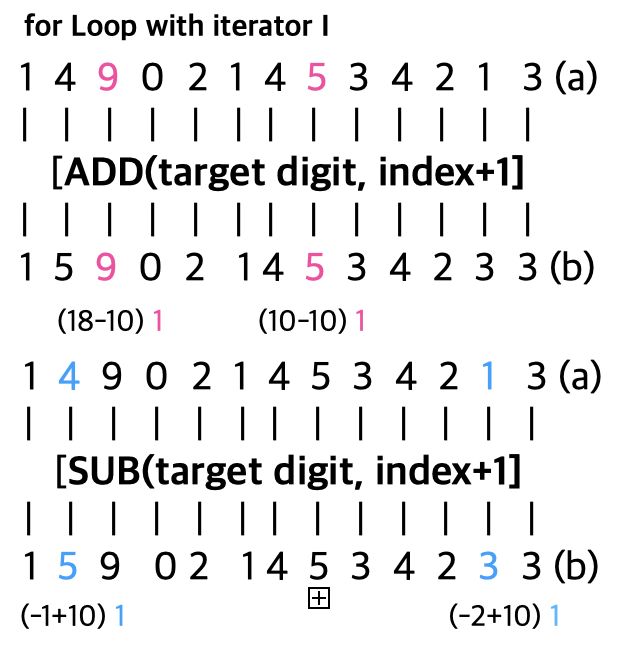 for Loop with iterator I
1 4 9 0 2 1 4 5 3 4 2 1 3 (a)
| | | | | | | | | | | | |
[ADD(target digit, index+1]
| | | | | | | | | | | | |
1 5 9 0 2 1 4 5 3 4 2 3 3 (b)
(18-10) 1 (10-10) 1
1 4 9 0 2 1 4 5 3 4 2 1 3 (a)
| | | | | | | | | | | | |
[SUB(target digit, index+1]
| | | | | | | | | | | | |
1 5 9 0 2 1 4 5 3 4 2 3 3 (b)
(-1+10) 1 (-2+10) 1